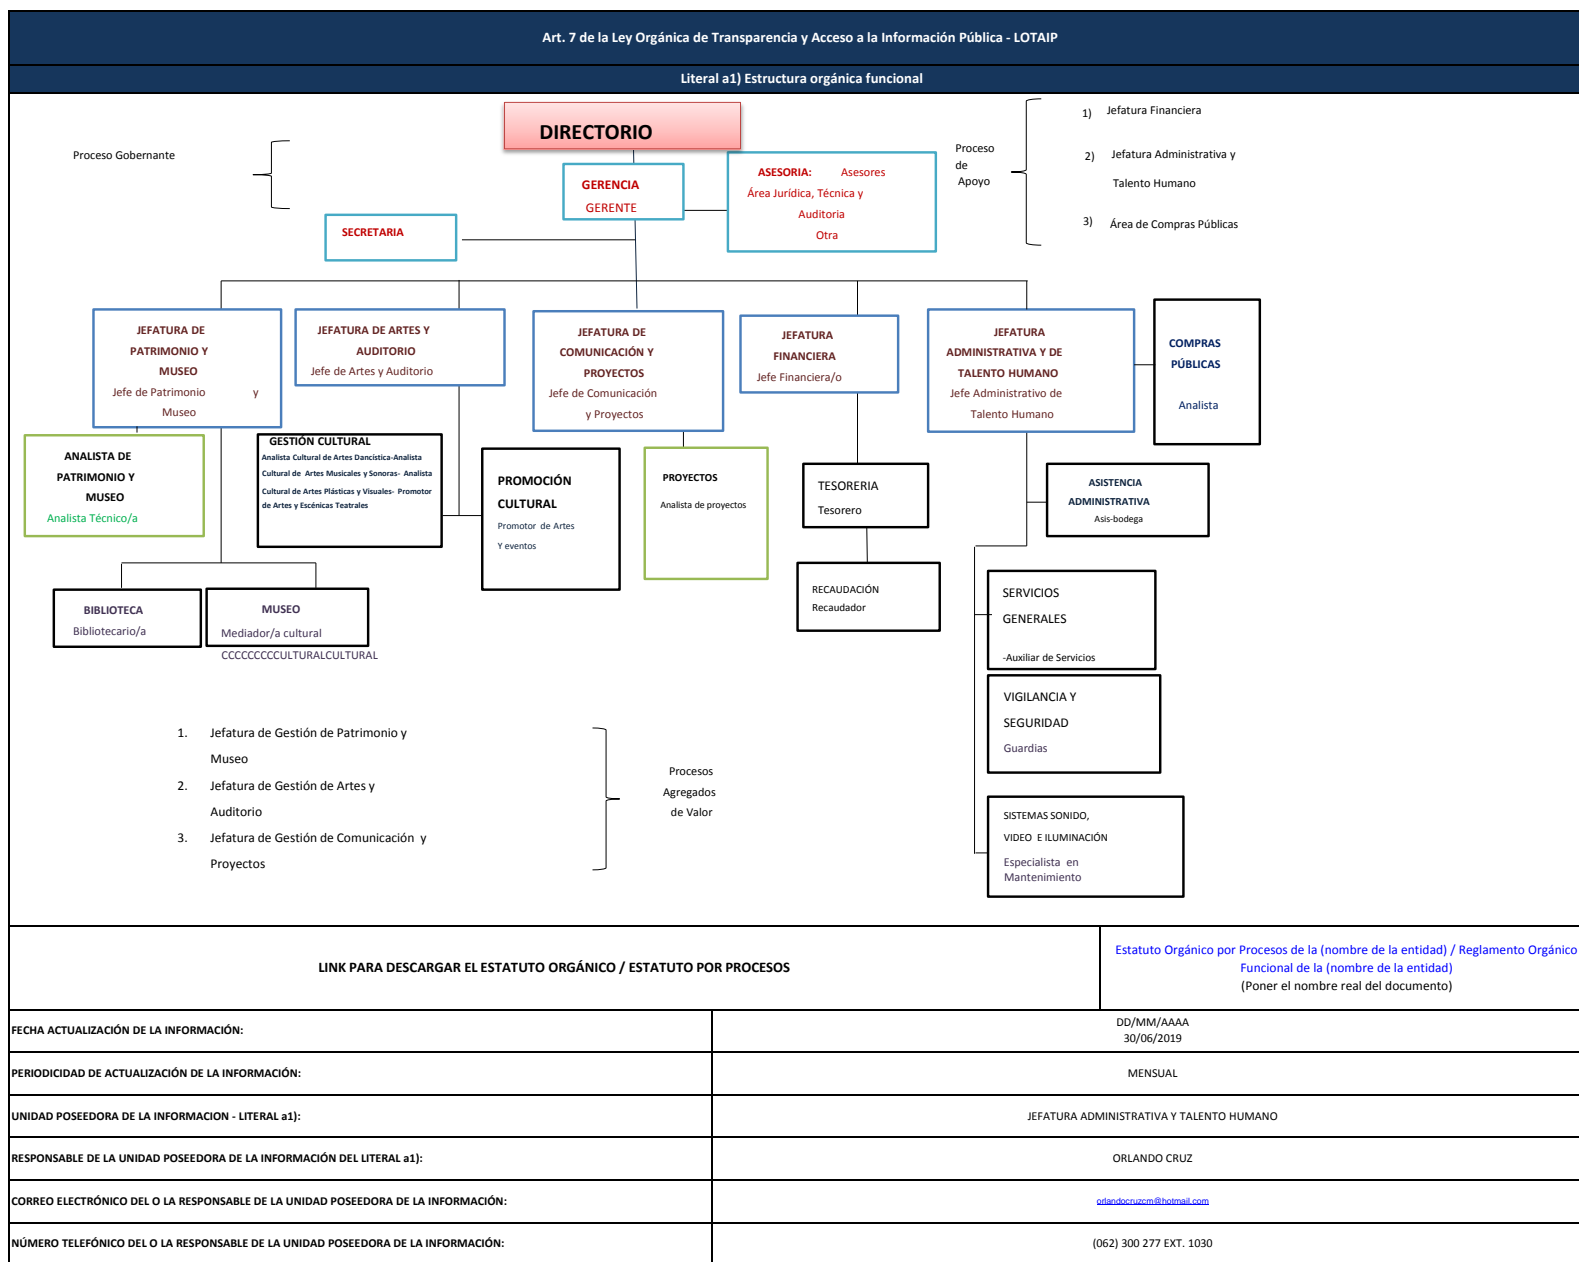 Art. 7 de la Ley Orgánica de Transparencia y Acceso a la Información Pública - LOTAIP
Literal a1) Estructura orgánica funcional
DIRECTORIO
Proceso Gobernante
GERENCIA
GERENTE
ASESORIA: Asesores
Área Jurídica, Técnica y
Auditoria
Otra
SECRETARIA
Proceso
de
Apoyo
1) Jefatura Financiera
2) Jefatura Administrativa y
Talento Humano
3) Área de Compras Públicas
JEFATURA DE
PATRIMONIO Y
MUSEO
Jefe de Patrimonio y
Museo
JEFATURA DE ARTES Y
AUDITORIO
Jefe de Artes y Auditorio
JEFATURA DE
COMUNICACIÓN Y
PROYECTOS
Jefe de Comunicación
y Proyectos
JEFATURA
FINANCIERA
Jefe Financiera/o
JEFATURA
ADMINISTRATIVA Y DE
TALENTO HUMANO
Jefe Administrativo de
Talento Humano
COMPRAS
PÚBLICAS
Analista
ANALISTA DE
PATRIMONIO Y
MUSEO
Analista Técnico/a
GESTIÓN CULTURAL
Analista Cultural de Artes Dancística-Analista
Cultural de Artes Musicales y Sonoras- Analista
Cultural de Artes Plásticas y Visuales- Promotor
de Artes y Escénicas Teatrales
PROMOCIÓN
CULTURAL
Promotor de Artes
Y eventos
PROYECTOS
Analista de proyectos
TESORERIA
Tesorero
ASISTENCIA
ADMINISTRATIVA
Asis-bodega
RECAUDACIÓN
Recaudador
BIBLIOTECA
Bibliotecario/a
MUSEO
Mediador/a cultural
CCCCCCCCCULTURALCULTURAL
SERVICIOS
GENERALES
-Auxiliar de Servicios
VIGILANCIA Y
SEGURIDAD
Guardias
SISTEMAS SONIDO,
VIDEO E ILUMINACIÓN
Especialista en
Mantenimiento
1. Jefatura de Gestión de Patrimonio y
Museo
2. Jefatura de Gestión de Artes y
Auditorio
3. Jefatura de Gestión de Comunicación y
Proyectos
Procesos
Agregados
de Valor
LINK PARA DESCARGAR EL ESTATUTO ORGÁNICO / ESTATUTO POR PROCESOS
Estatuto Orgánico por Procesos de la (nombre de la entidad) / Reglamento Orgánico
Funcional de la (nombre de la entidad)
(Poner el nombre real del documento)
FECHA ACTUALIZACIÓN DE LA INFORMACIÓN:
DD/MM/AAAA
30/06/2019
PERIODICIDAD DE ACTUALIZACIÓN DE LA INFORMACIÓN:
MENSUAL
UNIDAD POSEEDORA DE LA INFORMACION - LITERAL a1):
JEFATURA ADMINISTRATIVA Y TALENTO HUMANO
RESPONSABLE DE LA UNIDAD POSEEDORA DE LA INFORMACIÓN DEL LITERAL a1):
ORLANDO CRUZ
CORREO ELECTRÓNICO DEL O LA RESPONSABLE DE LA UNIDAD POSEEDORA DE LA INFORMACIÓN:
orlandocruzcm@hotmail.com
NÚMERO TELEFÓNICO DEL O LA RESPONSABLE DE LA UNIDAD POSEEDORA DE LA INFORMACIÓN:
(062) 300 277 EXT. 1030